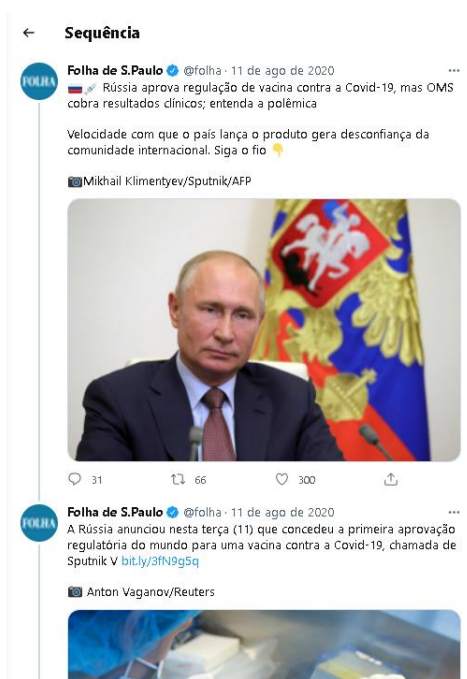 Sequência
Folha de S.Paulo @folha · 11 de ago de 2020
FOLHA
Rússia aprova regulação de vacina contra a Covid-19, mas OMS
cobra resultados clínicos; entenda a polêmica
Velocidade com que o país lança o produto gera desconfiança da
comunidade internacional. Siga o fio 👇
📷Mikhail Klimentyev/Sputnik/AFP
31 66 300
Folha de S.Paulo @folha · 11 de ago de 2020
FOLHA
A Rússia anunciou nesta terça (11) que concedeu a primeira aprovação
regulatória do mundo para uma vacina contra a Covid-19, chamada de
Sputnik V bit.ly/3fN9g5q
📷 Anton Vaganov/Reuters